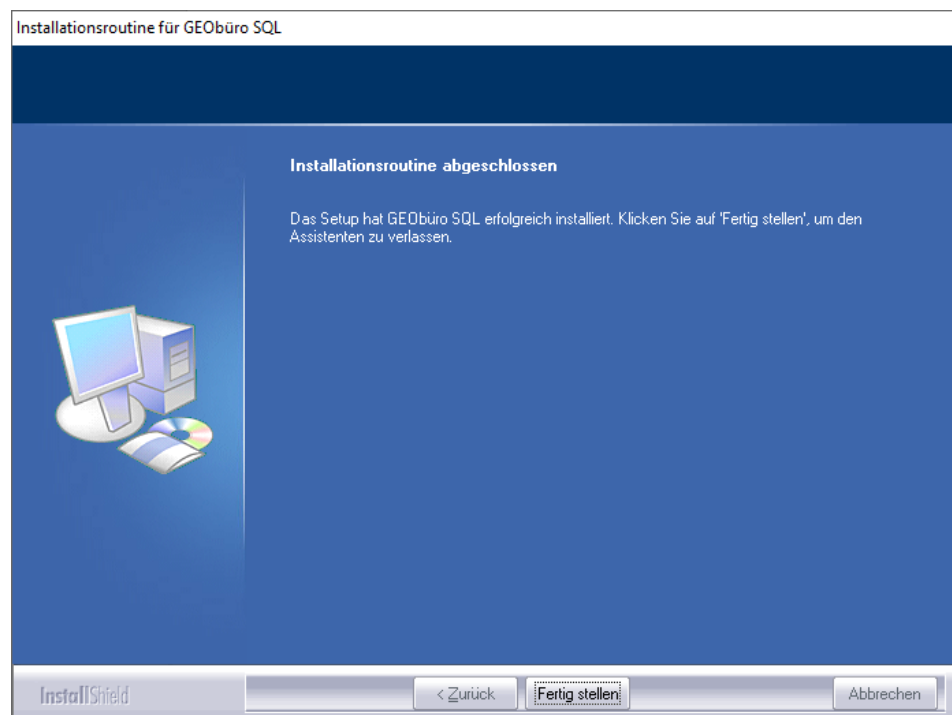 Installationsroutine für GEObüro SQL
Installationsroutine abgeschlossen
Das Setup hat GEObüro SQL erfolgreich installiert. Klicken Sie auf 'Fertig stellen', um den
Assistenten zu verlassen.
InstallShield
< Zurück
Fertig stellen
Abbrechen